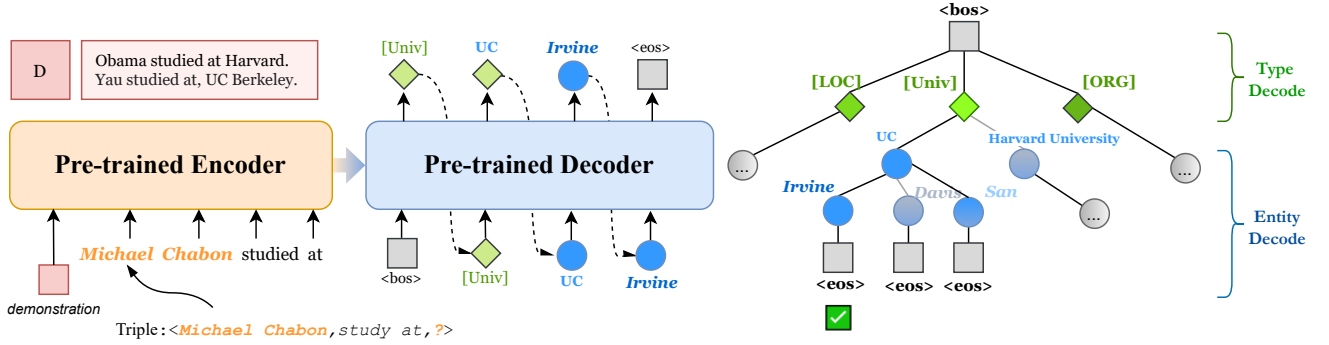 D
Obama studied at Harvard.
Yau studied at, UC Berkeley.
Pre-trained Encoder
Michael Chabon studied at
demonstration
Triple:<Michael Chabon,study at,?>
[Univ]
UC
Irvine
<eos>
Pre-trained Decoder
<bos>
[Univ]
UC
Irvine
<bos>
[LOC]
[Univ]
[ORG]
UC
Harvard University
...
...
Irvine
Davis
San
...
<eos>
<eos>
<eos>
Type
Decode
Entity
Decode